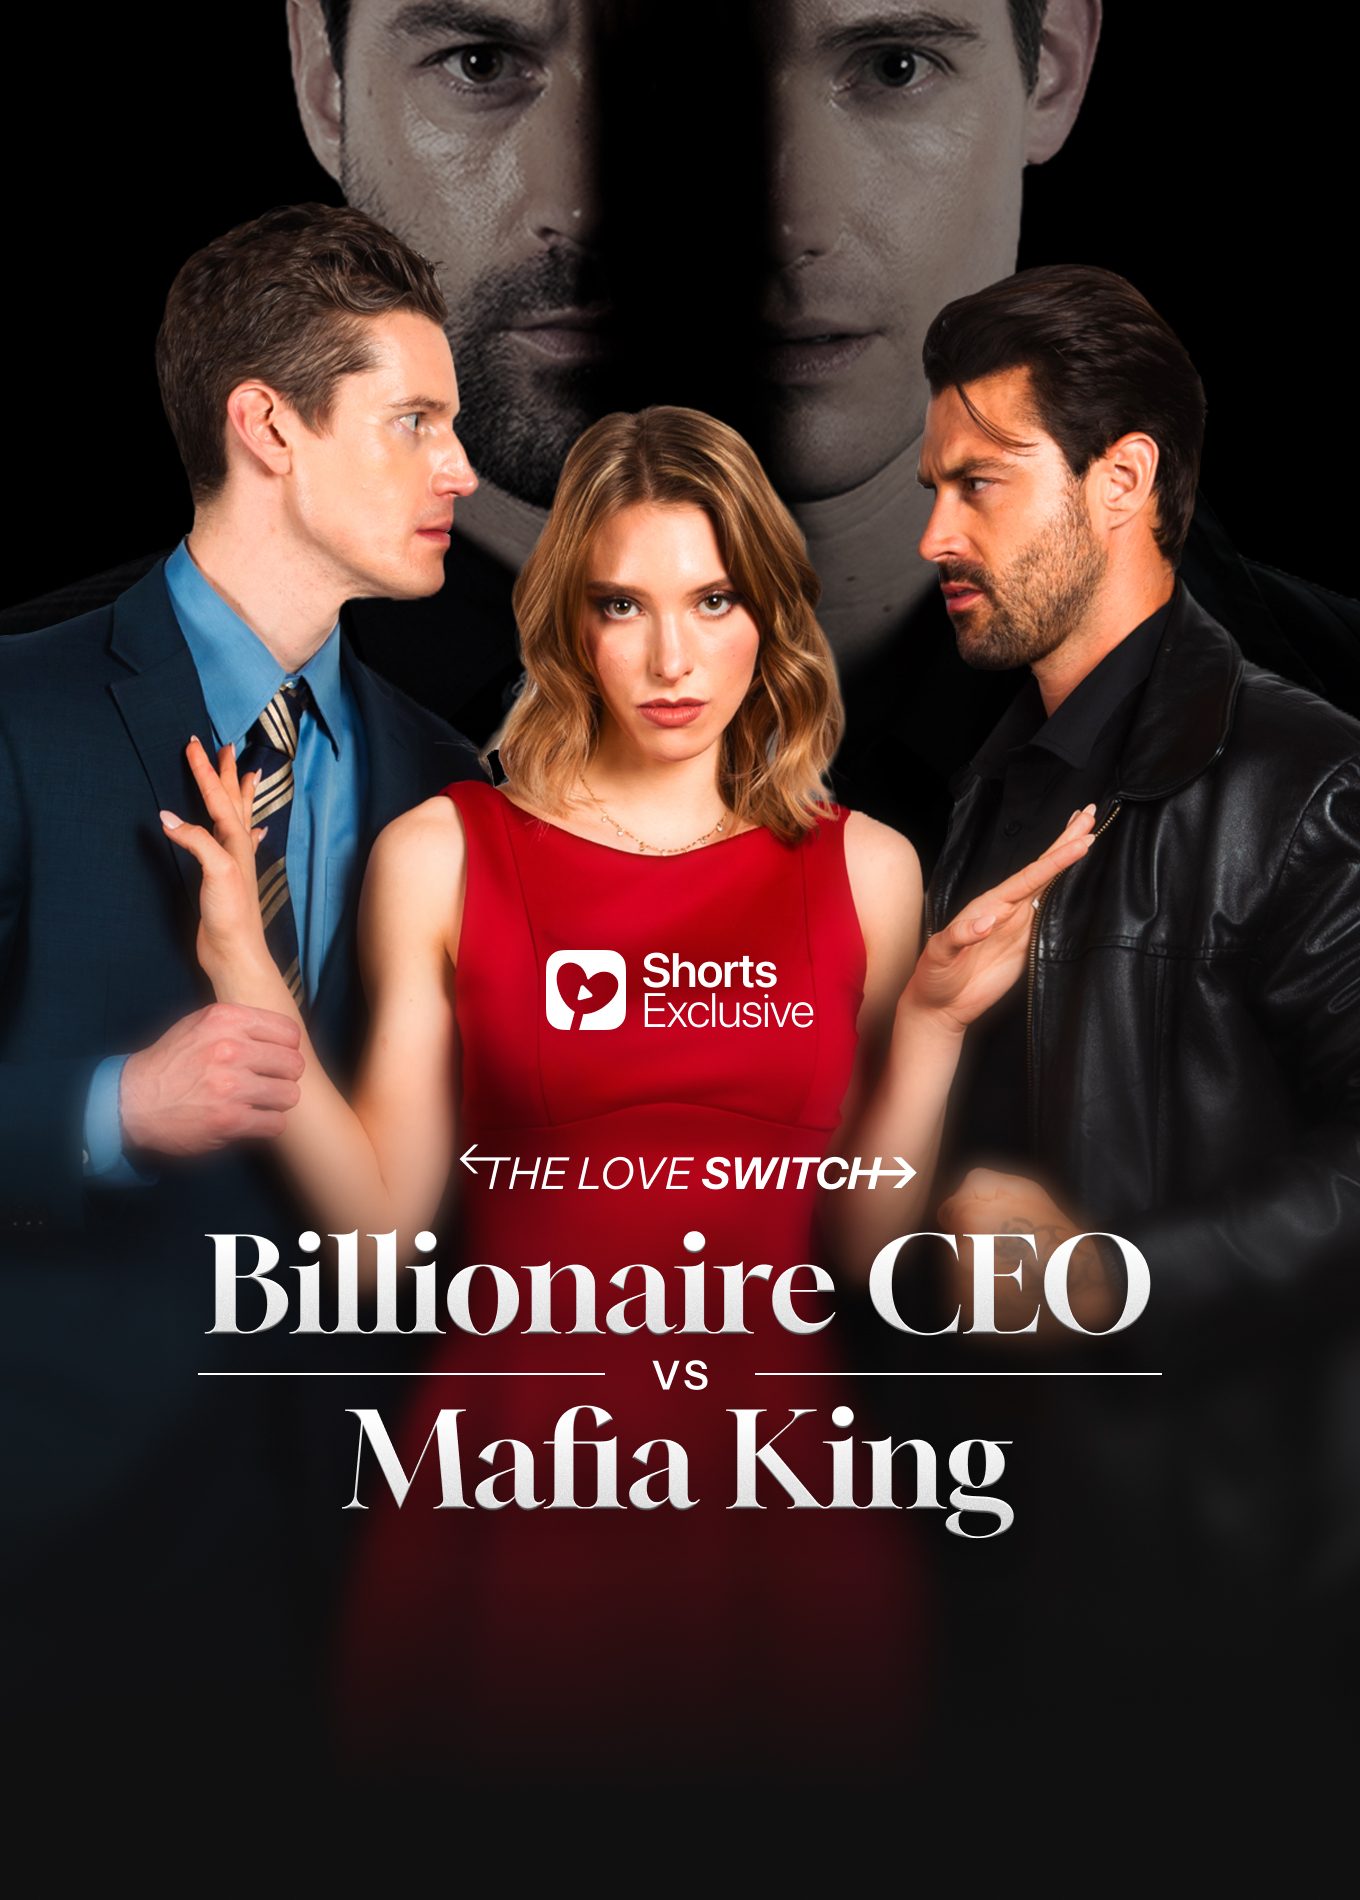 Shorts
Exclusive
THE LOVE SWITCH
Billionaire CEO
vs
Mafia King